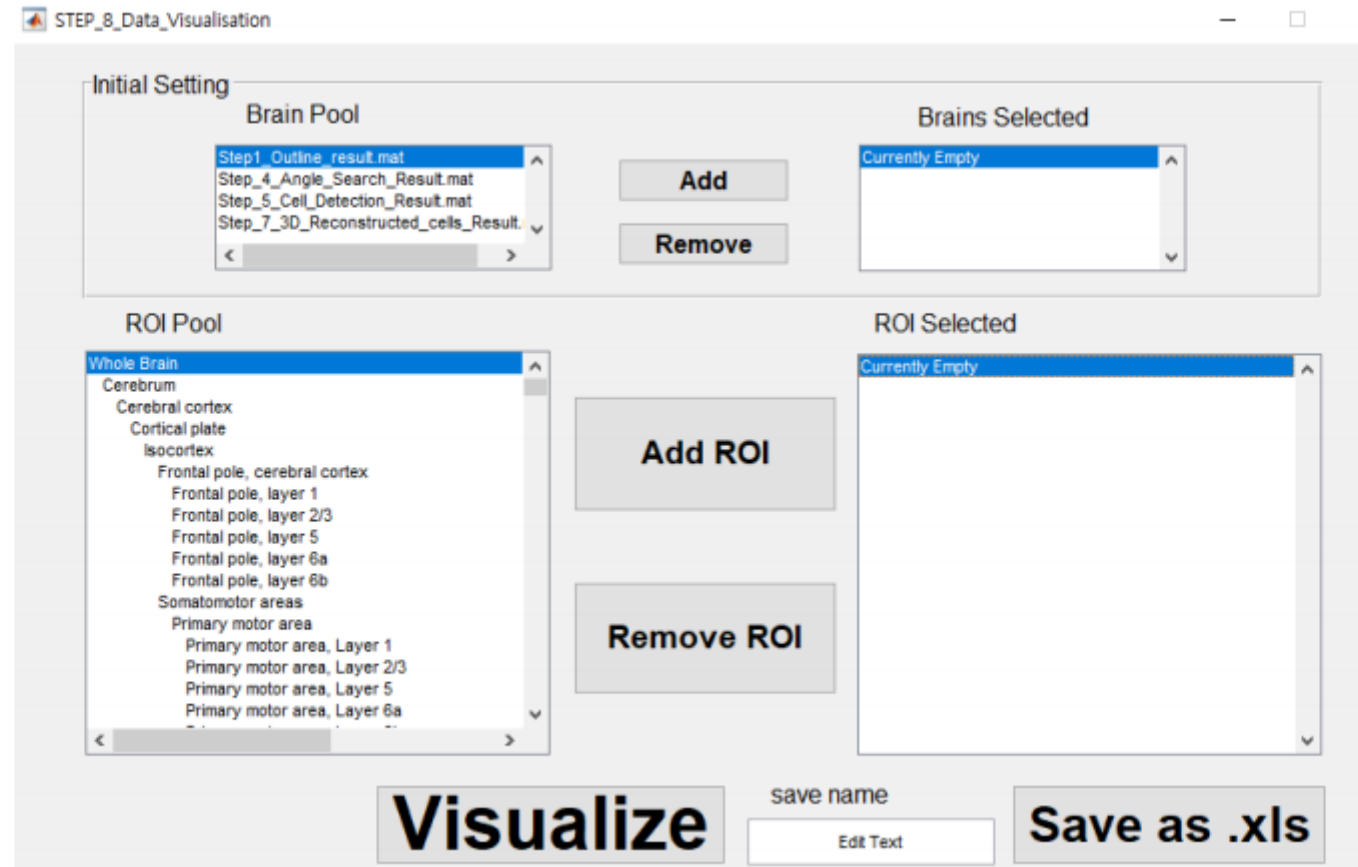 STEP_8_Data_Visualisation
Initial Setting
Brain Pool
Brains Selected
Step1_Outline_result.mat
Step_4_Angle_Search_Result.mat
Step_5_Cell_Detection_Result.mat
Step_7_3D_Reconstructed_cells_Result.
Add
Remove
Currently Empty
ROI Pool
ROI Selected
Whole Brain
Cerebrum
Cerebral cortex
Cortical plate
Isocortex
Frontal pole, cerebral cortex
Frontal pole, layer 1
Frontal pole, layer 2/3
Frontal pole, layer 5
Frontal pole, layer 6a
Frontal pole, layer 6b
Somatomotor areas
Primary motor area
Primary motor area, Layer 1
Primary motor area, Layer 2/3
Primary motor area, Layer 5
Primary motor area, Layer 6a
Add ROI
Remove ROI
Currently Empty
Visualize
save name
Edit Text
Save as .xls